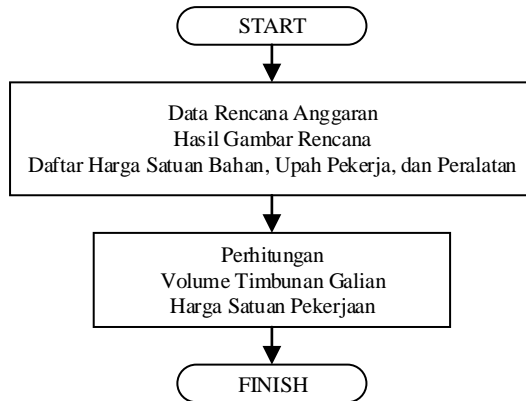 START
Data Rencana Anggaran
Hasil Gambar Rencana
Daftar Harga Satuan Bahan, Upah Pekerja, dan Peralatan
Perhitungan
Volume Timbunan Galian
Harga Satuan Pekerjaan
FINISH